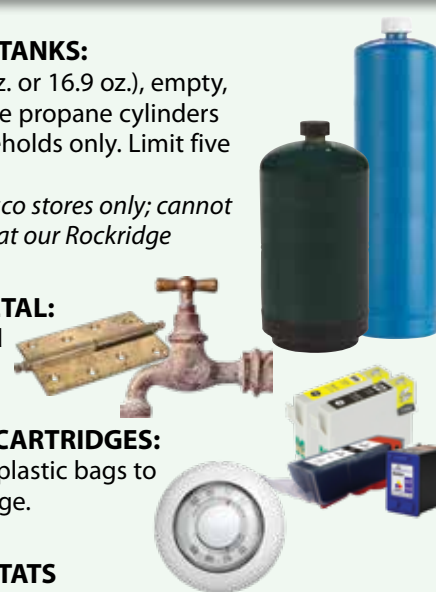 TANKS:
z. or 16.9 oz.), empty,
e propane cylinders
eholds only. Limit five
co stores only; cannot
at our Rockridge
TAL:
CARTRIDGES:
plastic bags to
ge.
TATS